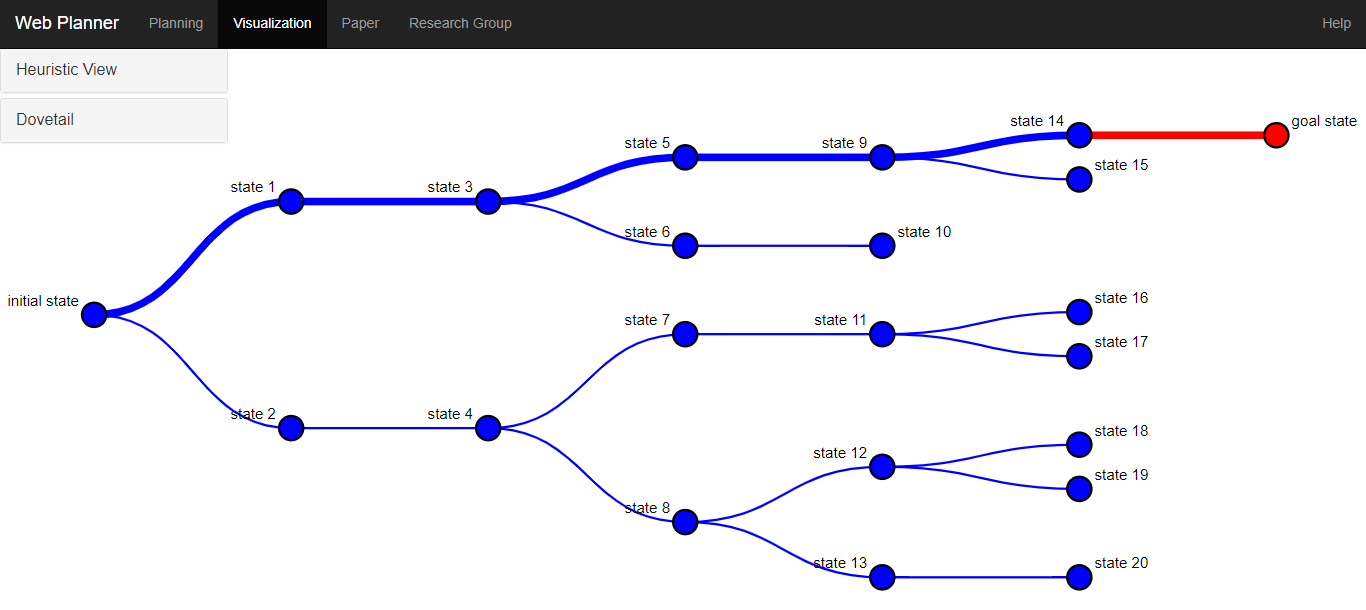 Web Planner Planning Visualization Paper Research Group Help
Heuristic View
Dovetail
state 14 goal state
state 5 state 9
state 15
state 1 state 3
state 6 state 10
initial state state 16
state 7 state 11
state 17
state 2 state 4
state 18
state 12
state 19
state 8
state 13 state 20